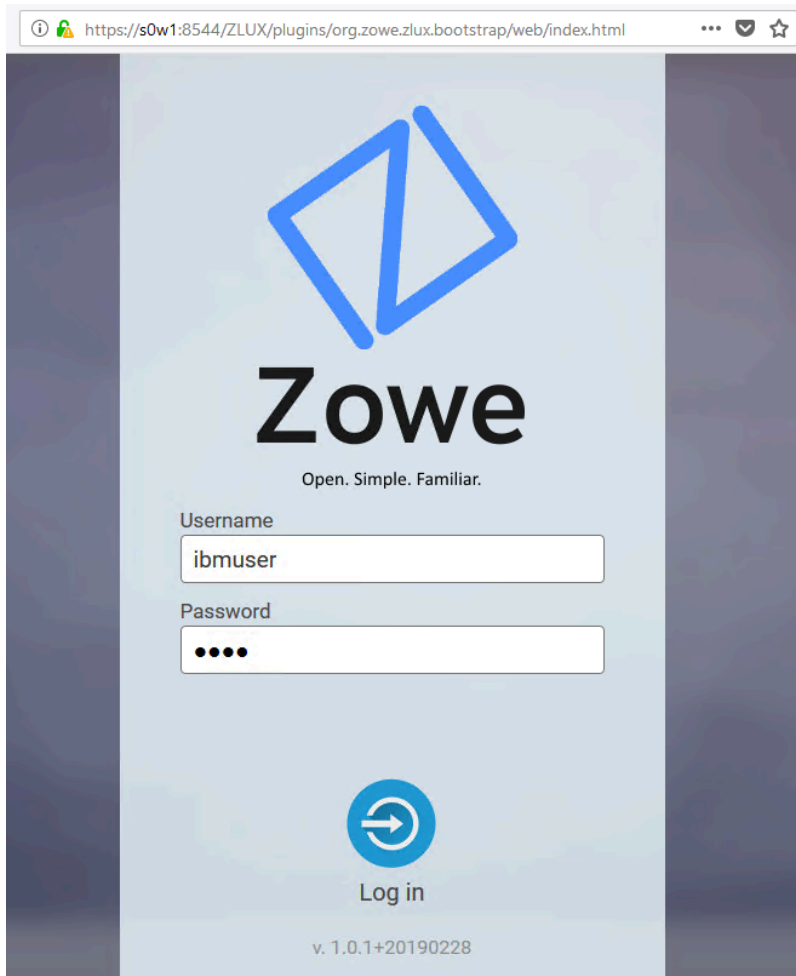 https://s0w1:8544/ZLUX/plugins/org.zowe.zlux.bootstrap/web/index.html
Zowe
Open. Simple. Familiar.
Username
ibmuser
Password
●●●●
Log in
v. 1.0.1+20190228